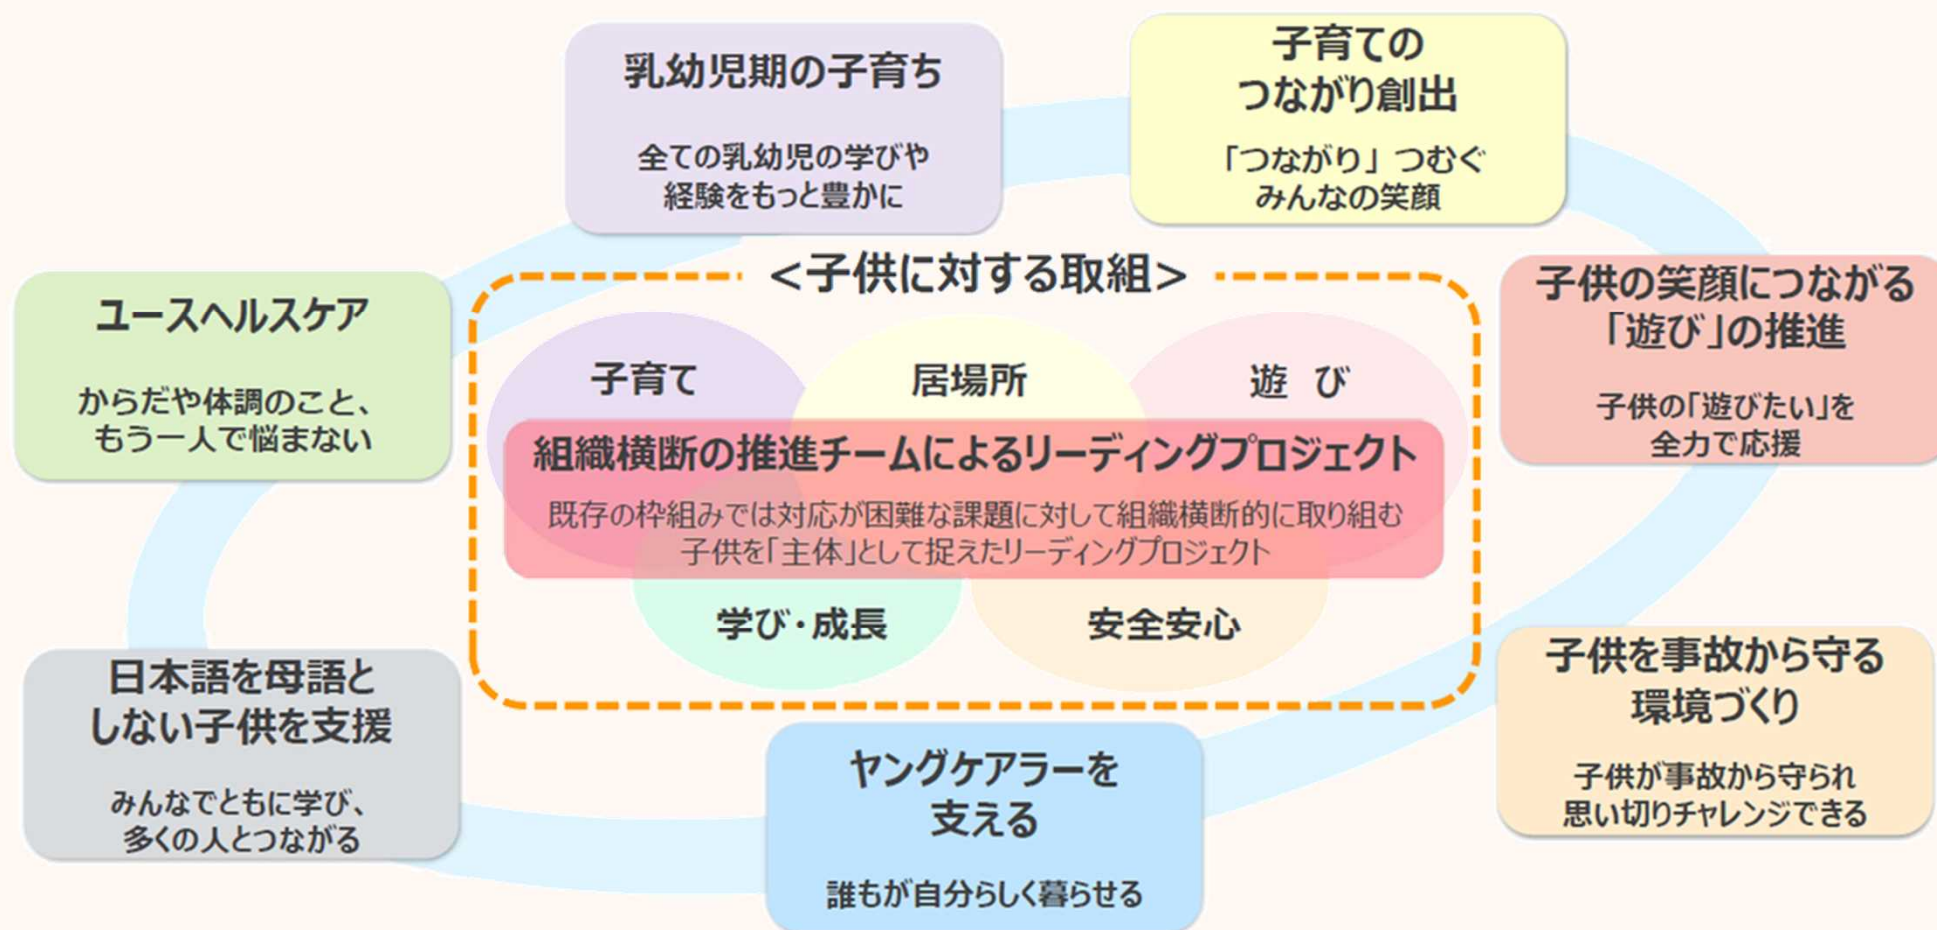 乳幼児期の子育ち
全ての乳幼児の学びや
経験をもっと豊かに
子育ての
つながり創出
「つながり」つむぐ
みんなの笑顔
ユースヘルスケア
からだや体調のこと、
もう一人で悩まない
<子供に対する取組>
子育て
居場所
遊 び
組織横断の推進チームによるリーディングプロジェクト
既存の枠組みでは対応が困難な課題に対して組織横断的に取り組む
子供を「主体」として捉えたリーディングプロジェクト
学び・成長
安全安心
子供の笑顔につながる
「遊び」の推進
子供の「遊びたい」を
全力で応援
日本語を母語と
しない子供を支援
みんなでともに学び、
多くの人とつながる
ヤングケアラーを
支える
誰もが自分らしく暮らせる
子供を事故から守る
環境づくり
子供が事故から守られ
思い切りチャレンジできる